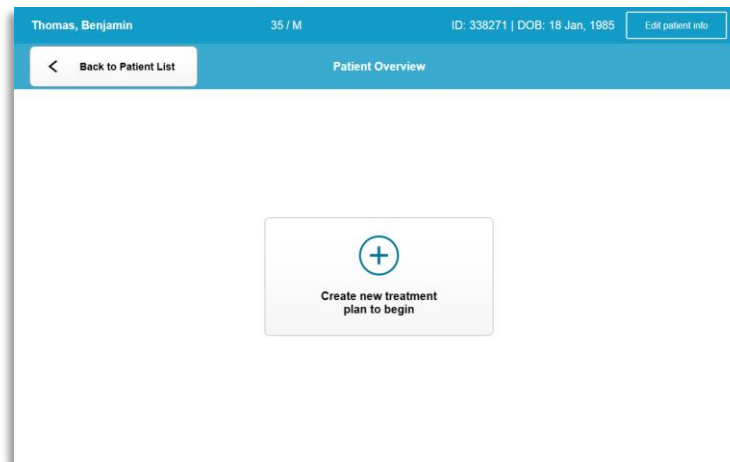 Thomas, Benjamin 35 / M ID: 338271 | DOB: 18 Jan, 1985 Edit patient info
Back to Patient List Patient Overview
Create new treatment
plan to begin